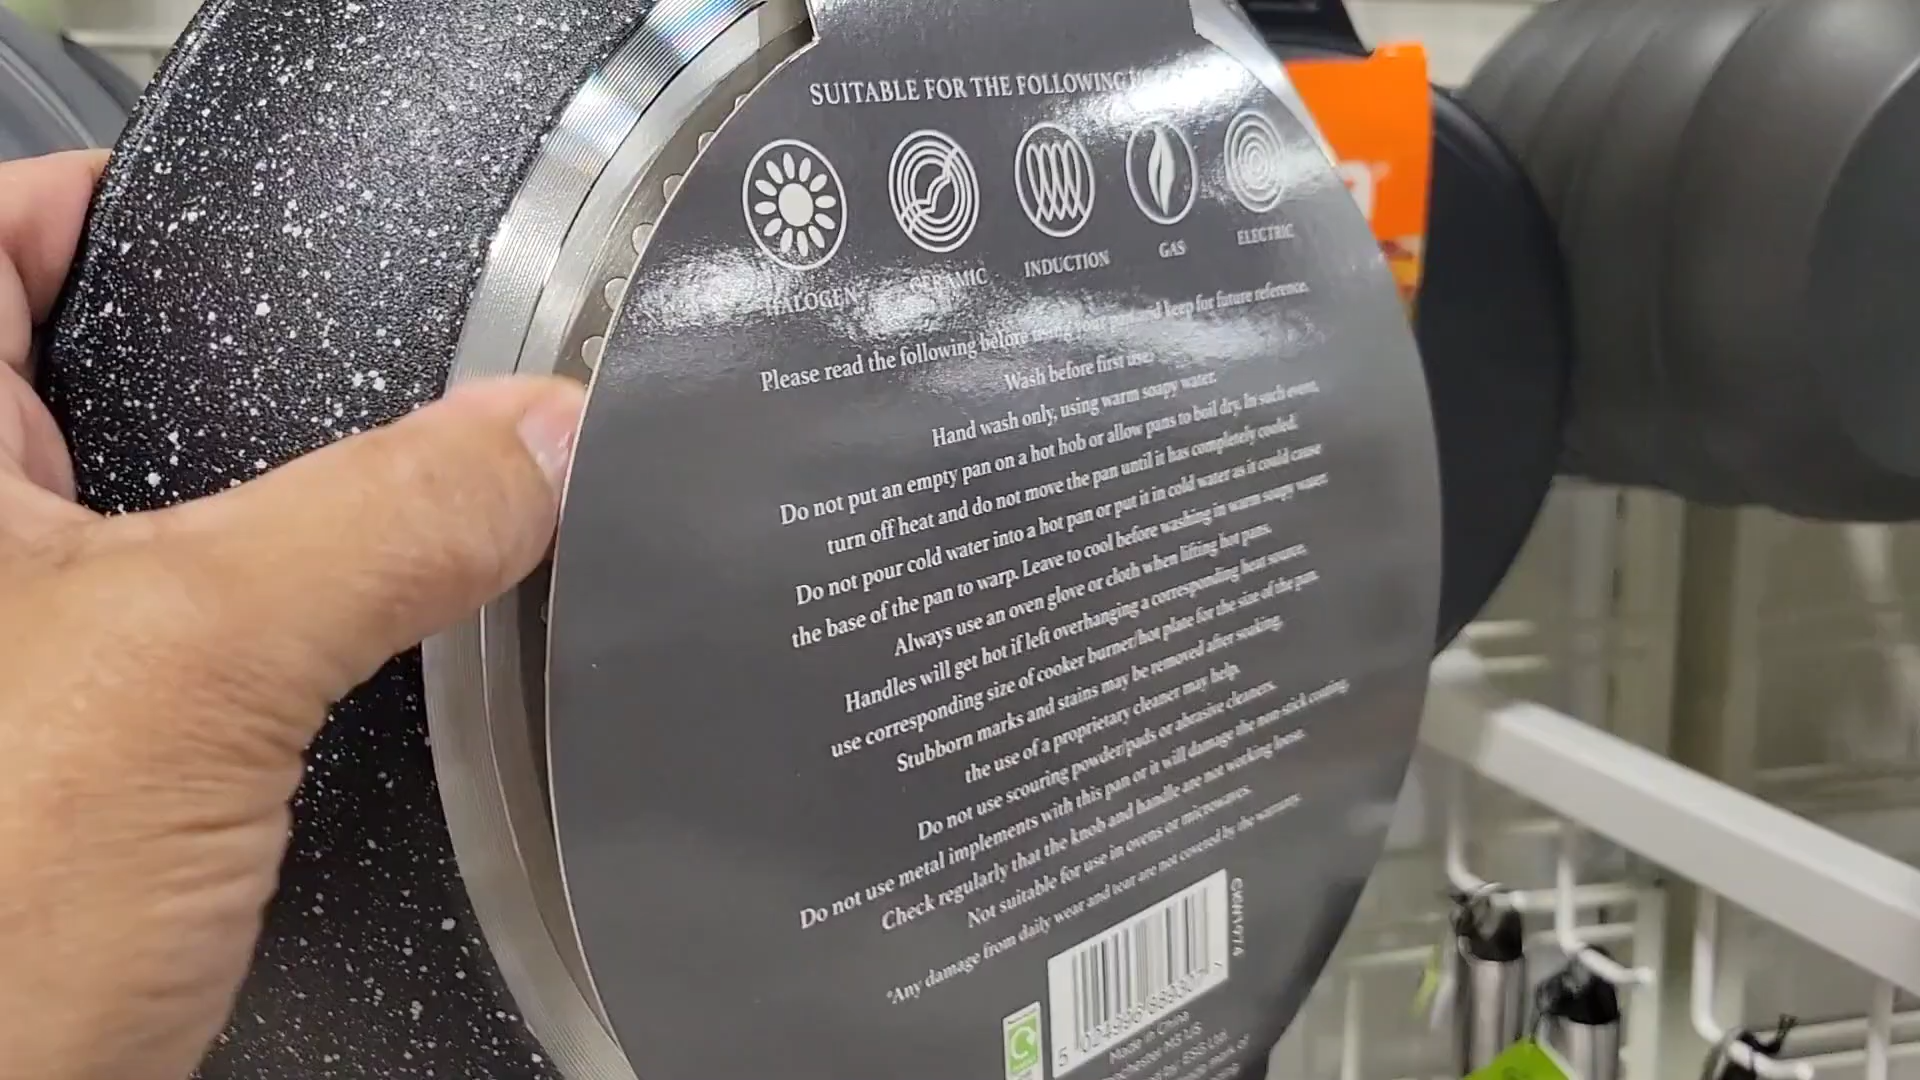 SUITABLE FOR THE FOLLOWING
HALOGEN CERAMIC INDUCTION GAS ELECTRIC
Please read the following before using your and keep for future reference.
Wash before first use.
Hand wash only, using warm soapy water.
Do not put an empty pan on a hot hob or allow pans to boil dry. In such event,
turn off heat and do not move the pan until it has completely cooled.
Do not pour cold water into a hot pan or put it in cold water as it could cause
the base of the pan to warp. Leave to cool before washing in warm soapy water.
Always use an oven glove or cloth when lifting hot pans.
Handles will get hot if left overhanging a corresponding heat source,
use corresponding size of cooker burner/hot plate for the size of the pan.
Stubborn marks and stains may be removed after soaking,
the use of a proprietary cleaner may help.
Do not use scouring powder/pads or abrasive cleaners.
Do not use metal implements with this pan or it will damage the non-stick coating.
Check regularly that the knob and handle are not working loose.
Not suitable for use in ovens or microwaves.
*Any damage from daily wear and tear are not covered by the warranty.
Made in China